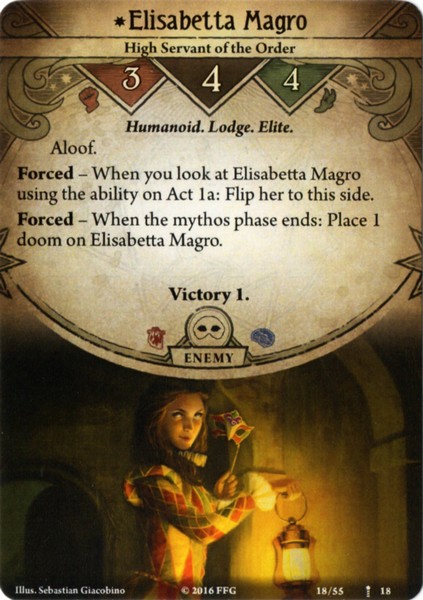 *Elisabetta Magro
High Servant of the Order
3 4 4
Humanoid. Lodge. Elite.
Aloof.
Forced – When you look at Elisabetta Magro
using the ability on Act 1a: Flip her to this side.
Forced – When the mythos phase ends: Place 1
doom on Elisabetta Magro.
Victory 1.
ENEMY
Illus. Sebastian Giacobino © 2016 FFG 18/55 18